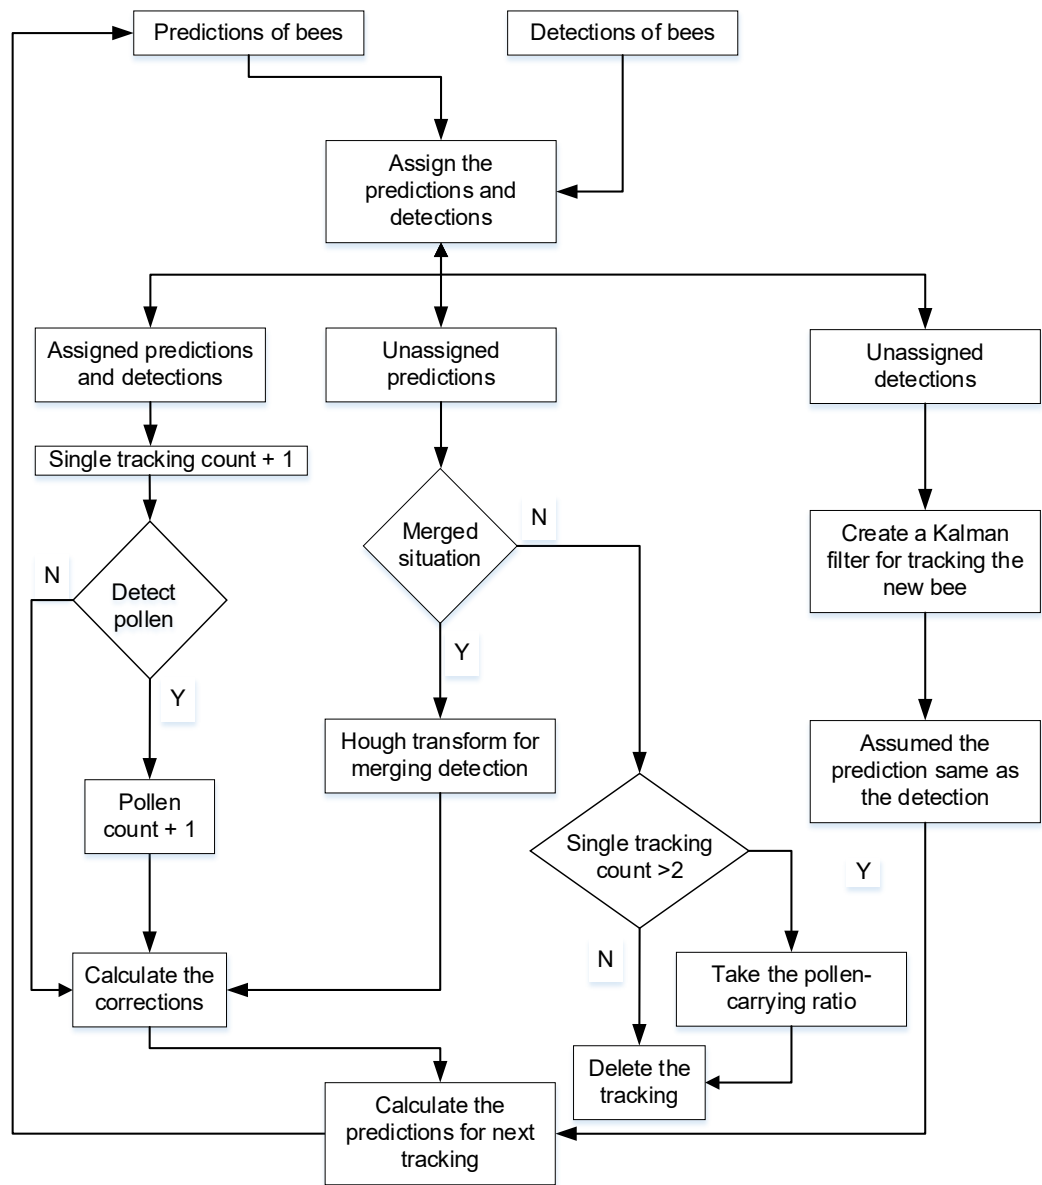 Predictions of bees
Detections of bees
Assign the
predictions and
detections
Assigned predictions
and detections
Unassigned
predictions
Unassigned
detections
Single tracking count + 1
Merged
situation
N
Create a Kalman
filter for tracking the
new bee
N
Detect
pollen
Y
Y
Hough transform for
merging detection
Assumed the
prediction same as
the detection
Pollen
count + 1
Single tracking
count >2
Y
N
Calculate the
corrections
Take the pollen-
carrying ratio
Delete the
tracking
Calculate the
predictions for next
tracking